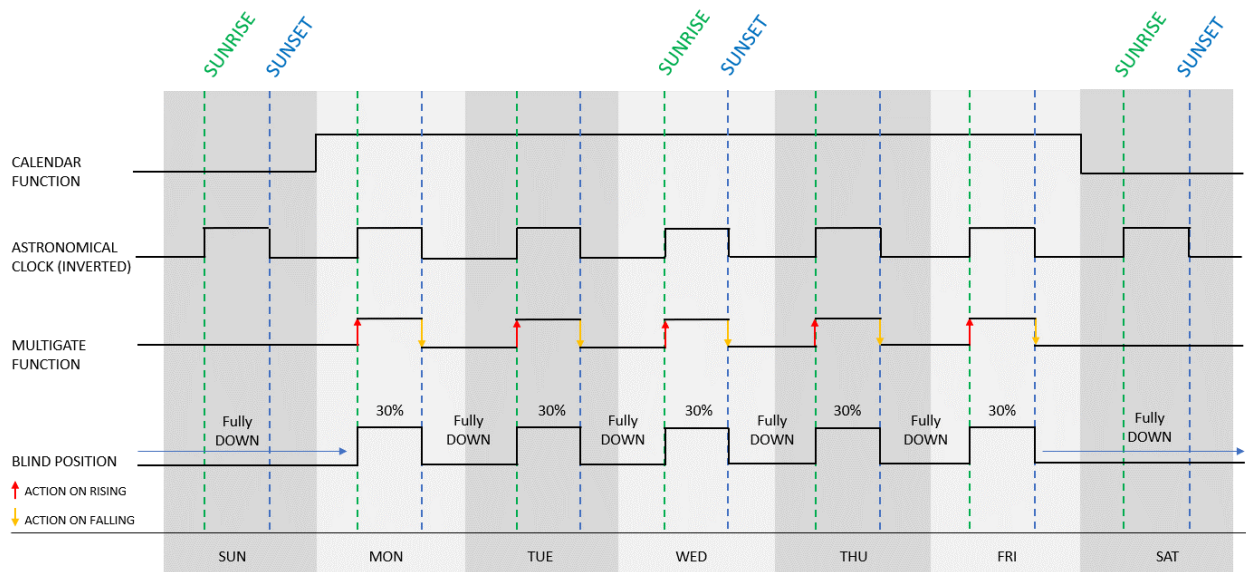 SUNRISE
SUNSET
SUNRISE
SUNSET
SUNRISE
SUNSET
CALENDAR
FUNCTION
ASTRONOMICAL
CLOCK (INVERTED)
MULTIGATE
FUNCTION
Fully
DOWN
30%
Fully
DOWN
30%
Fully
DOWN
30%
Fully
DOWN
30%
Fully
DOWN
30%
Fully
DOWN
BLIND POSITION
ACTION ON RISING
ACTION ON FALLING
SUN
MON
TUE
WED
THU
FRI
SAT